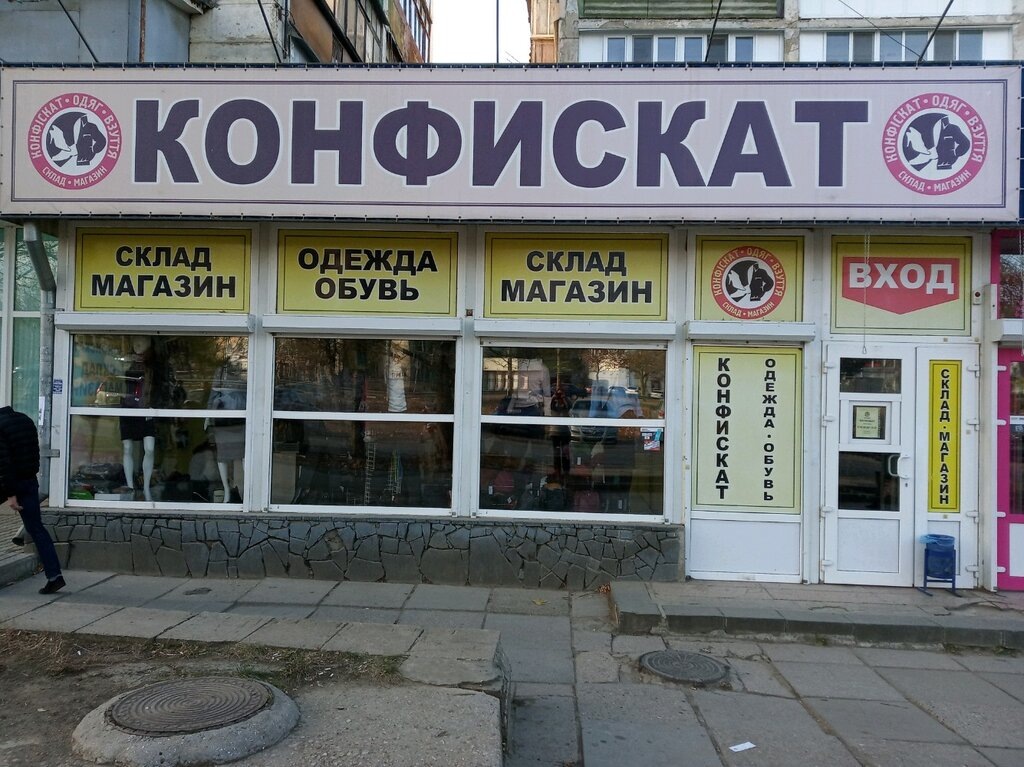 КОНФІСКАТ • ОДЯГ • ВЗУТТЯ
СКЛАД • МАГАЗИН
КОНФИСКАТ
КОНФІСКАТ • ОДЯГ • ВЗУТТЯ
СКЛАД • МАГАЗИН
СКЛАД
МАГАЗИН
ОДЕЖДА
ОБУВЬ
СКЛАД
МАГАЗИН
КОНФІСКАТ • ОДЯГ • ВЗУТТЯ
СКЛАД • МАГАЗИН
ВХОД
КОНФИСКАТ
ОДЕЖДА • ОБУВЬ
СКЛАД • МАГАЗИН